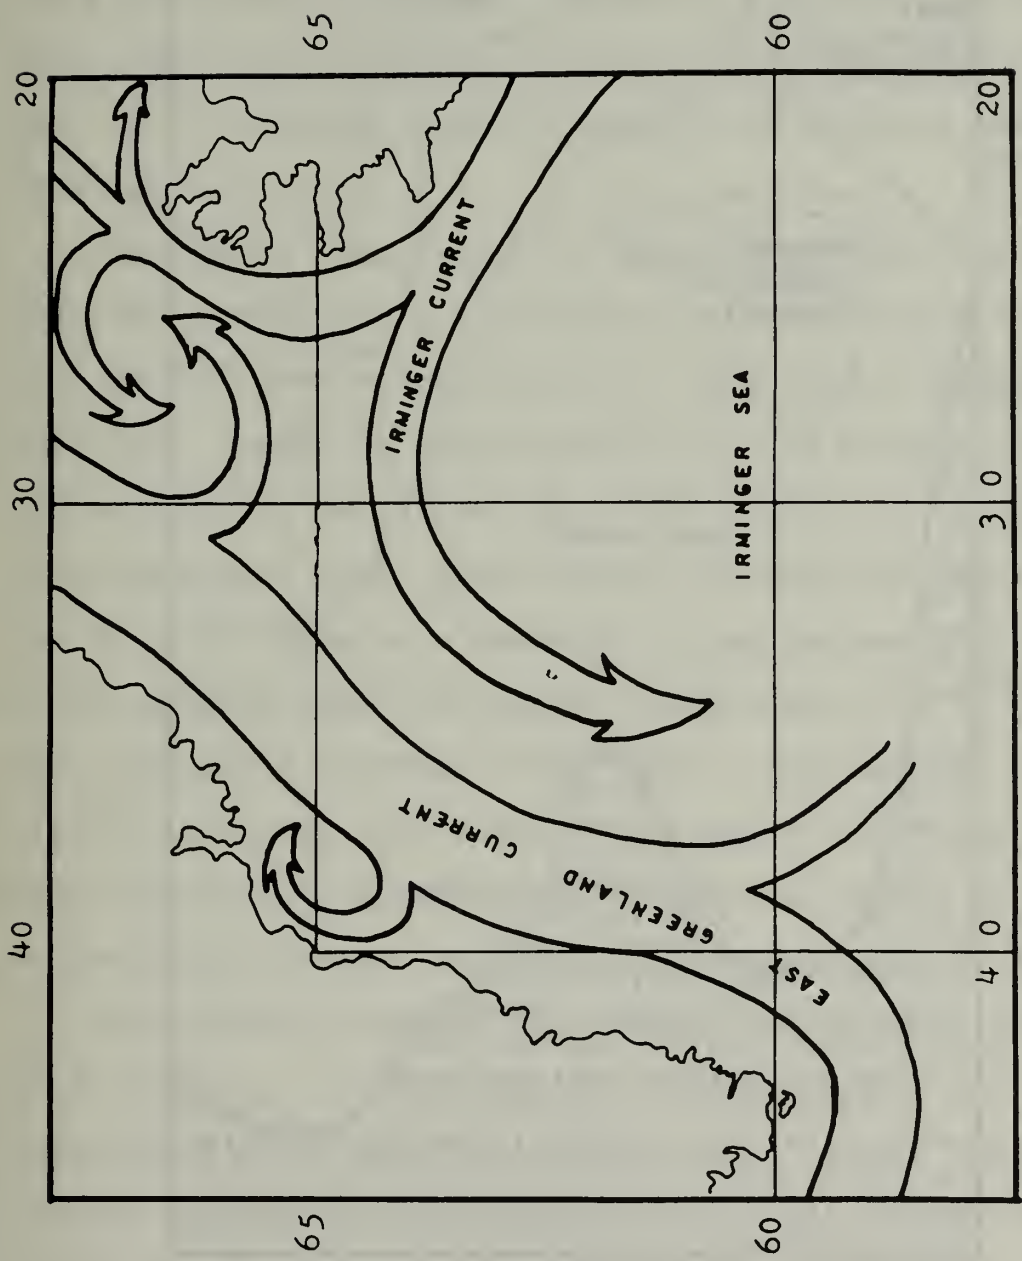 40 30 20
65 65
IRMINGER CURRENT
EAST GREENLAND CURRENT
IRMINGER SEA
60 60
40 30 20